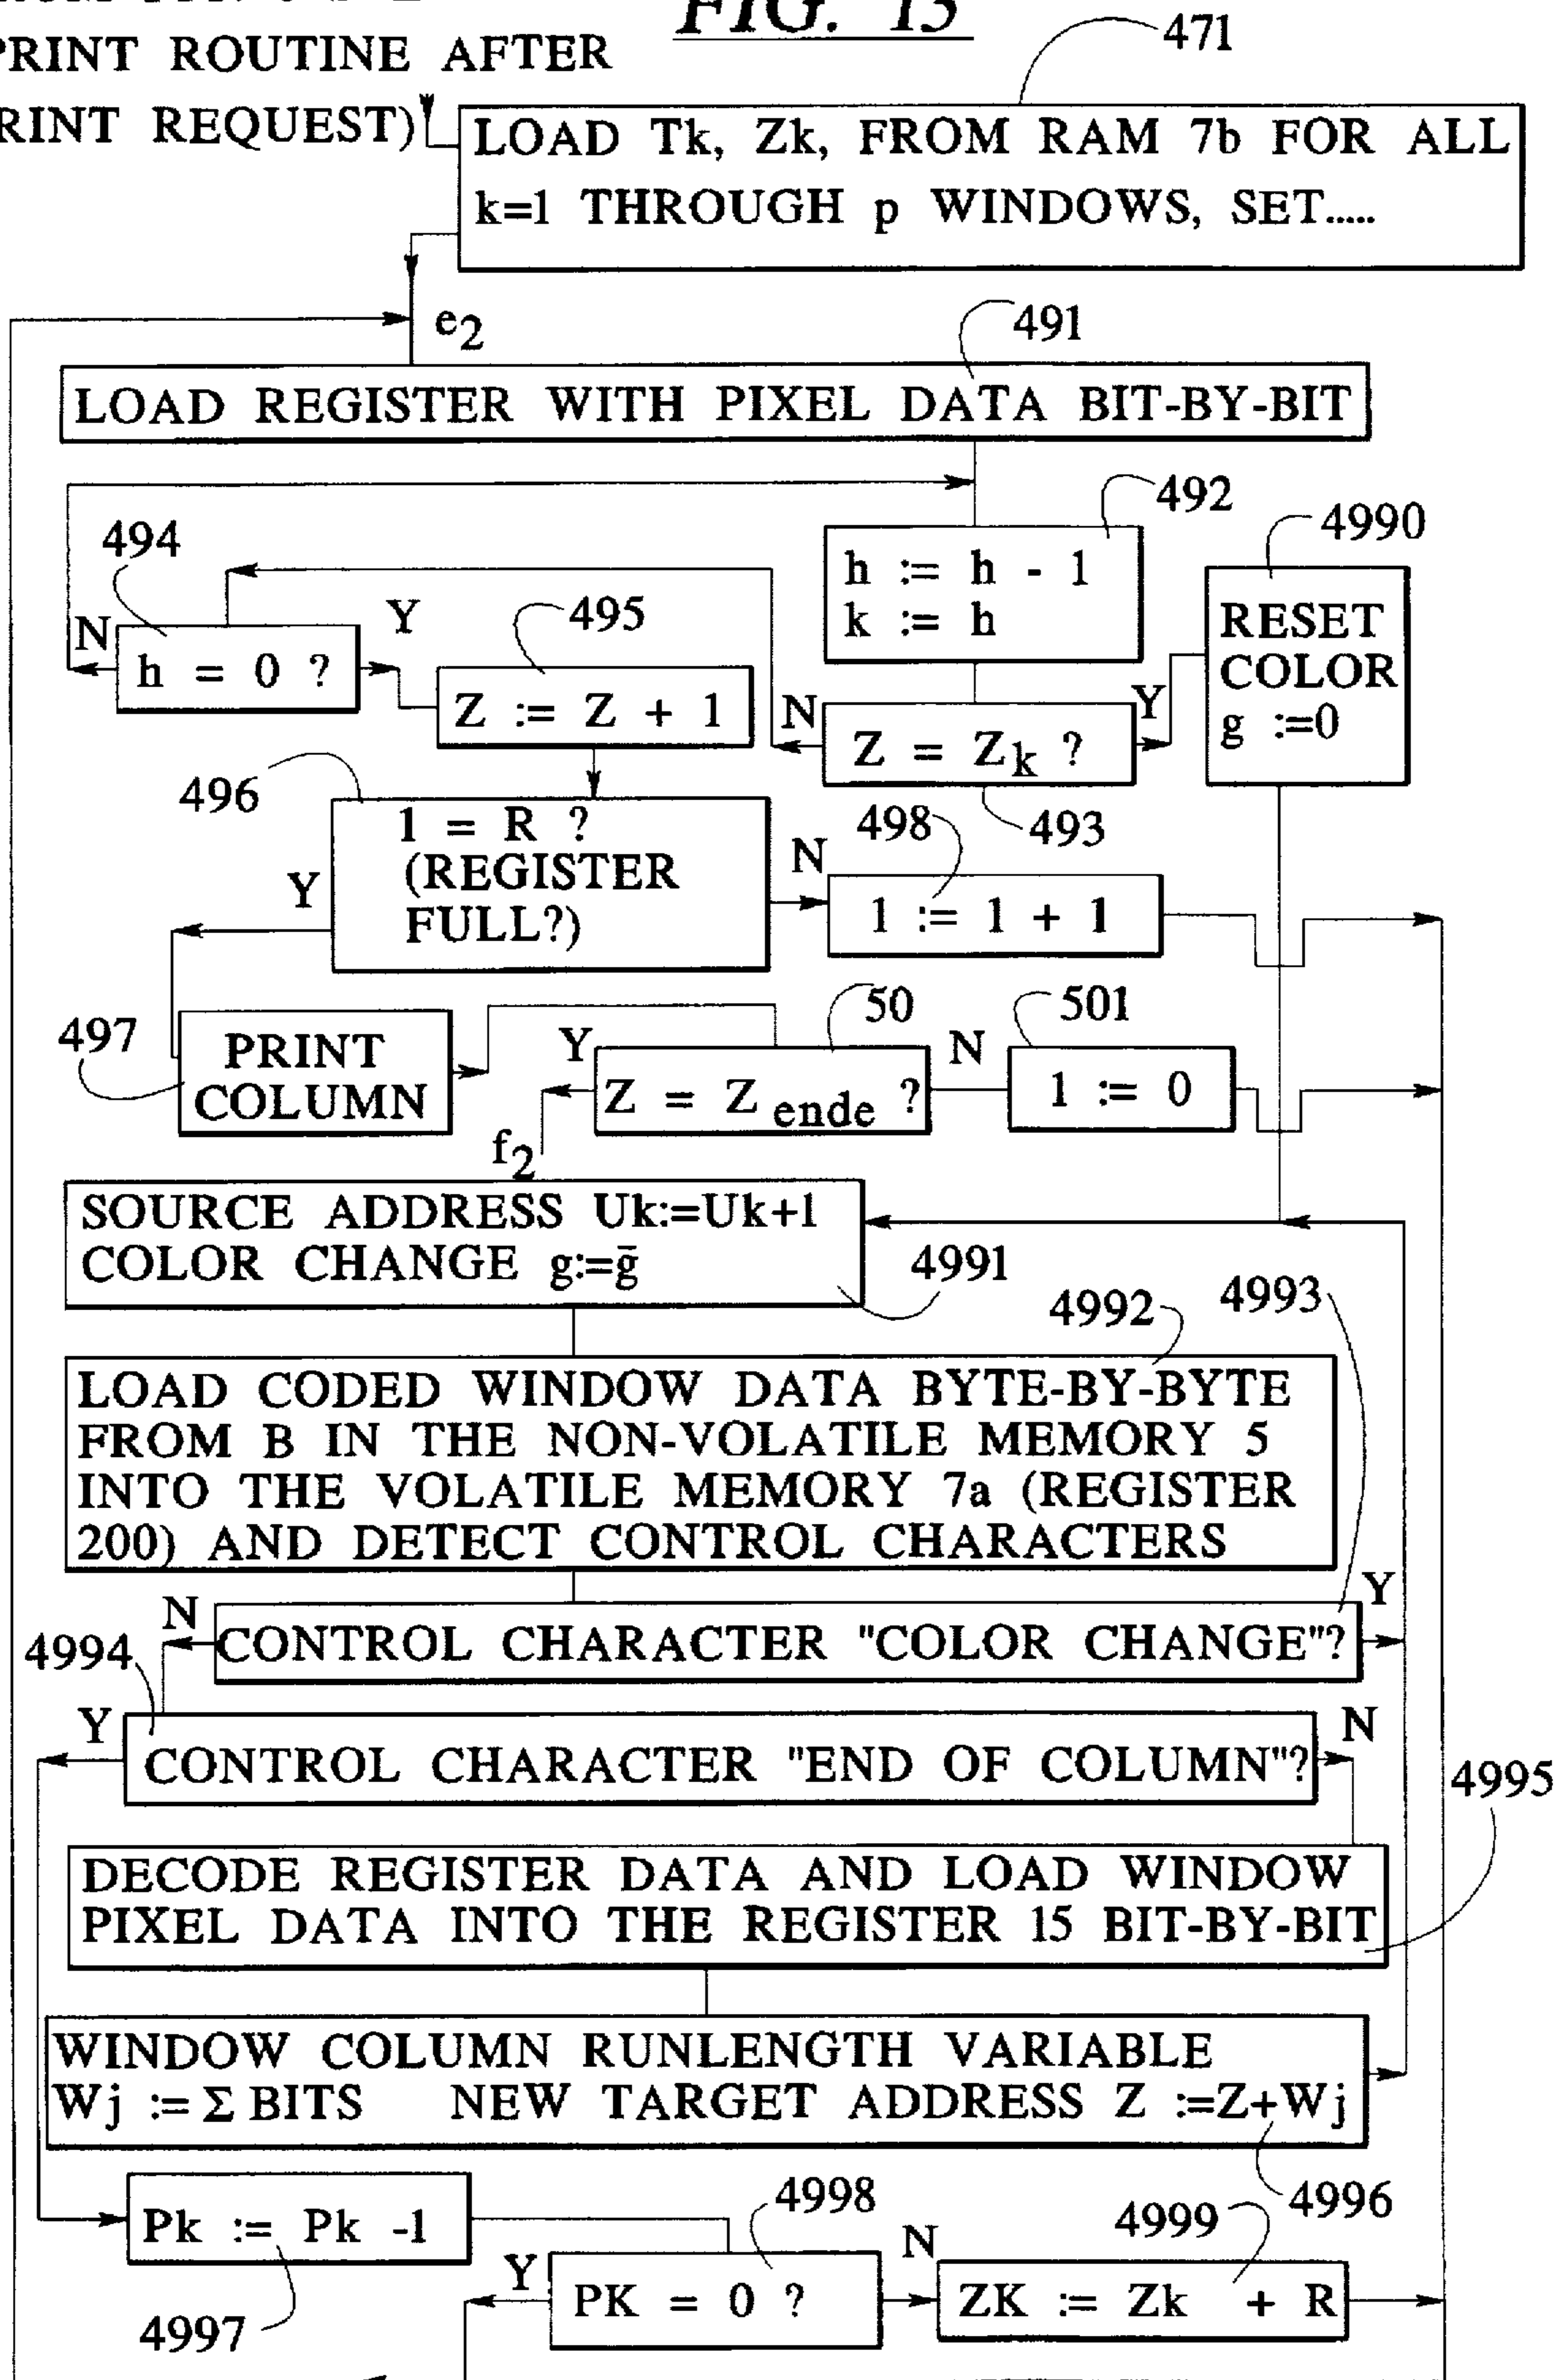 FIG. 15
PRINT ROUTINE AFTER
RINT REQUEST)
471
LOAD Tk, Zk, FROM RAM 7b FOR ALL
k=1 THROUGH p WINDOWS, SET.....
e2
491
LOAD REGISTER WITH PIXEL DATA BIT-BY-BIT
492
h := h - 1
k := h
4990
RESET
COLOR
g :=0
494
N
h = 0 ?
Y
495
Z := Z + 1
N
Z = Zk ?
Y
493
496
1 = R ?
(REGISTER
FULL?)
Y
N
498
1 := 1 + 1
497
PRINT
COLUMN
50
Y
Z = Z ende ?
N
501
1 := 0
f2
SOURCE ADDRESS Uk:=Uk+1
COLOR CHANGE g:=ḡ
4991
4992
4993
LOAD CODED WINDOW DATA BYTE-BY-BYTE
FROM B IN THE NON-VOLATILE MEMORY 5
INTO THE VOLATILE MEMORY 7a (REGISTER
200) AND DETECT CONTROL CHARACTERS
N
CONTROL CHARACTER "COLOR CHANGE"?
Y
4994
Y
CONTROL CHARACTER "END OF COLUMN"?
N
4995
DECODE REGISTER DATA AND LOAD WINDOW
PIXEL DATA INTO THE REGISTER 15 BIT-BY-BIT
WINDOW COLUMN RUNLENGTH VARIABLE
Wj := Σ BITS NEW TARGET ADDRESS Z :=Z+Wj
4996
Pk := Pk -1
4997
4998
Y
PK = 0 ?
N
4999
ZK := Zk + R